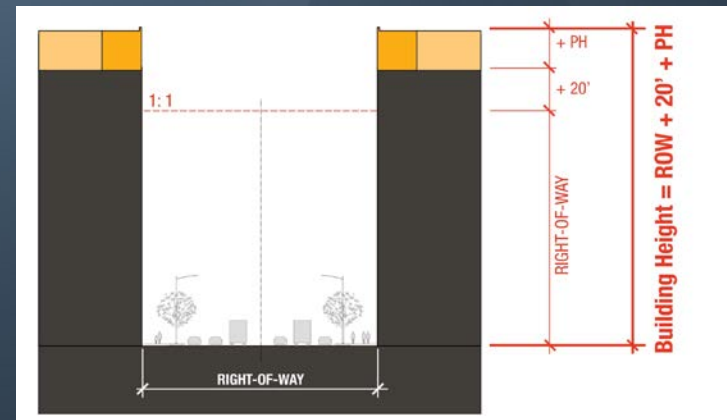 + PH
+ 20'
1: 1
RIGHT-OF-WAY
Building Height = ROW + 20' + PH
RIGHT-OF-WAY